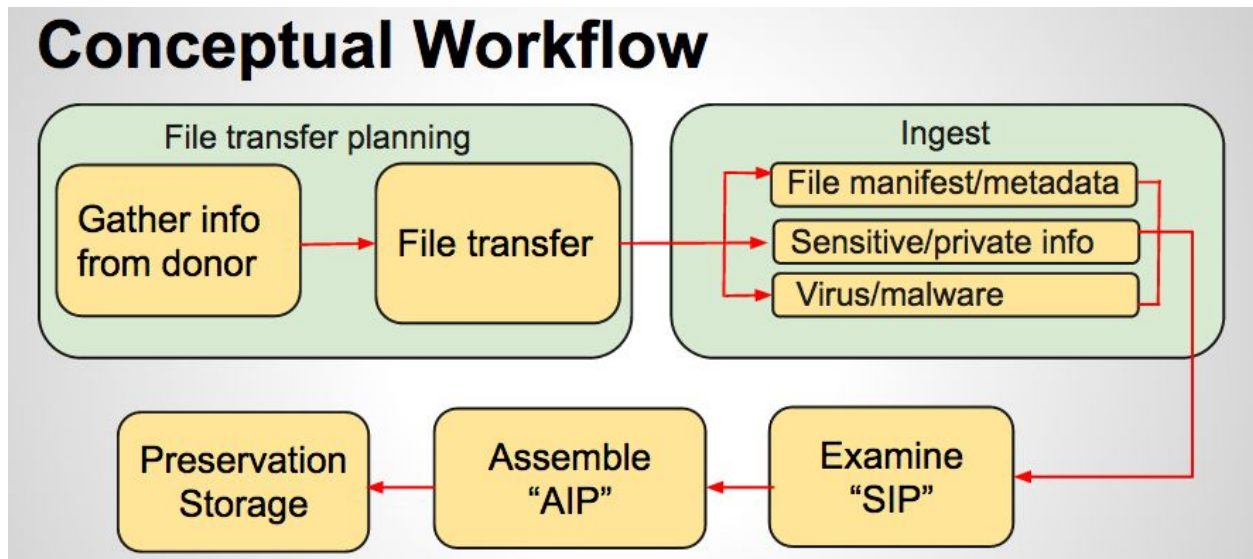 Conceptual Workflow
File transfer planning
Gather info
from donor
File transfer
Ingest
File manifest/metadata
Sensitive/private info
Virus/malware
Examine
“SIP”
Assemble
“AIP”
Preservation
Storage